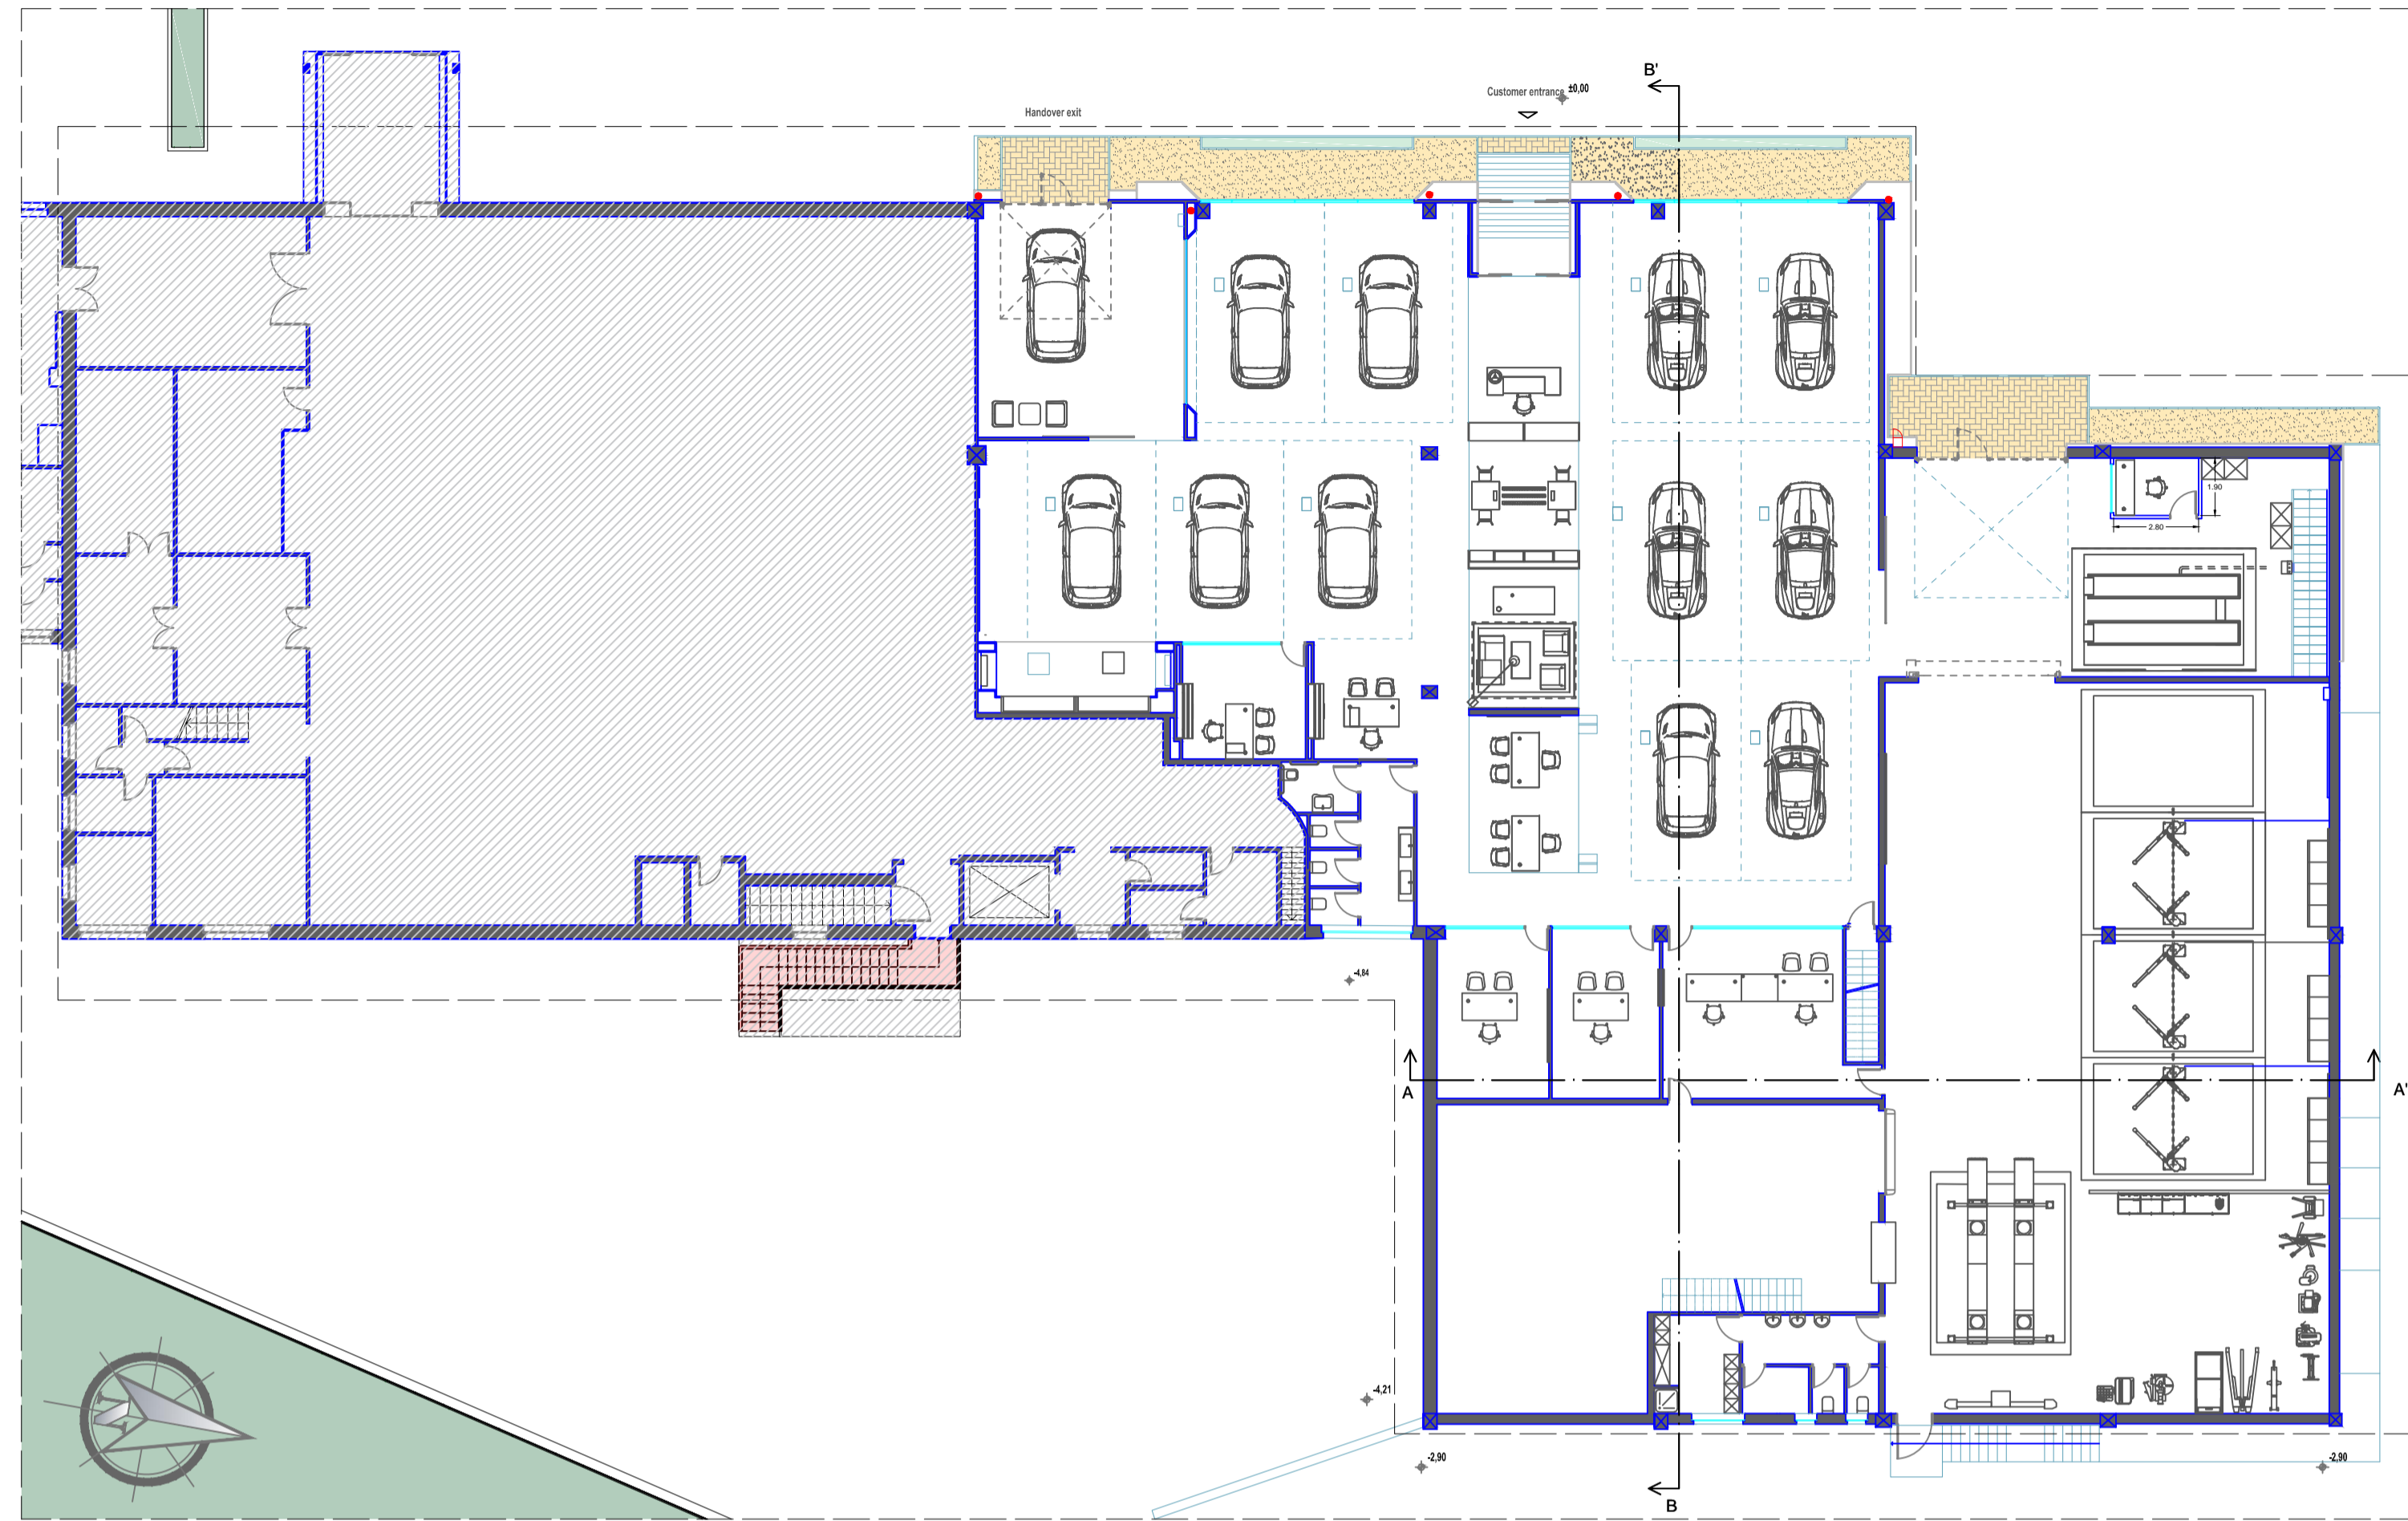 B'
Customer entrance ±0,00
Handover exit
1.90
2.80
-4,84
A
A'
N
-4,21
-2,90
-2,90
B